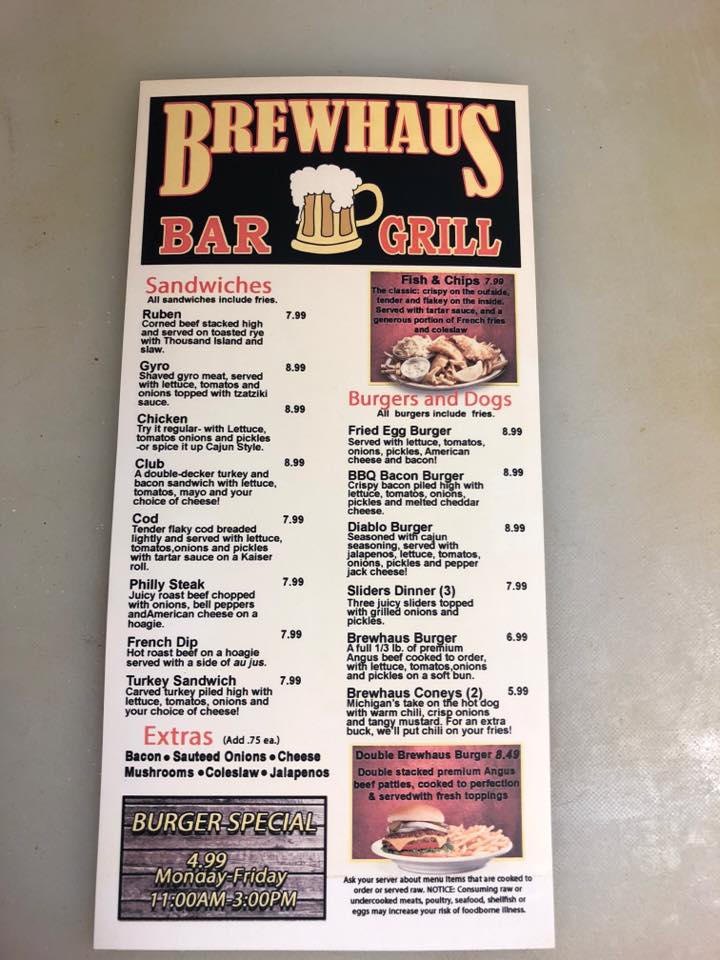 BREWHAUS
BAR GRILL
Sandwiches
All sandwiches include fries.
Ruben 7.99
Corned beef stacked high
and served on toasted rye
with Thousand Island and
slaw.
Gyro 8.99
Shaved gyro meat, served
with lettuce, tomatos and
onions topped with tzatziki
sauce.
Chicken 8.99
Try it regular- with Lettuce,
tomatos onions and pickles
-or spice it up Cajun Style.
Club 8.99
A double-decker turkey and
bacon sandwich with lettuce,
tomatos, mayo and your
choice of cheese!
Cod 7.99
Tender flaky cod breaded
lightly and served with lettuce,
tomatos,onions and pickles
with tartar sauce on a Kaiser
roll.
Philly Steak 7.99
Juicy roast beef chopped
with onions, bell peppers
andAmerican cheese on a
hoagie.
French Dip 7.99
Hot roast beef on a hoagie
served with a side of au jus.
Turkey Sandwich 7.99
Carved turkey piled high with
lettuce, tomatos, onions and
your choice of cheese!
Extras (Add .75 ea.)
Bacon • Sauteed Onions • Cheese
Mushrooms • Coleslaw • Jalapenos
BURGER SPECIAL
4.99
Monday-Friday
11:00AM-3:00PM
Fish & Chips 7.99
The classic: crispy on the outside,
tender and flakey on the inside.
Served with tartar sauce, and a
generous portion of French fries
and coleslaw
Burgers and Dogs
All burgers include fries.
Fried Egg Burger 8.99
Served with lettuce, tomatos,
onions, pickles, American
cheese and bacon!
BBQ Bacon Burger 8.99
Crispy bacon piled high with
lettuce, tomatos, onions,
pickles and melted cheddar
cheese.
Diablo Burger 8.99
Seasoned with cajun
seasoning, served with
jalapenos, lettuce, tomatos,
onions, pickles and pepper
jack cheese!
Sliders Dinner (3) 7.99
Three juicy sliders topped
with grilled onions and
pickles.
Brewhaus Burger 6.99
A full 1/3 lb. of premium
Angus beef cooked to order,
with lettuce, tomatos,onions
and pickles on a soft bun.
Brewhaus Coneys (2) 5.99
Michigan's take on the hot dog
with warm chili, crisp onions
and tangy mustard. For an extra
buck, we'll put chili on your fries!
Double Brewhaus Burger 8.49
Double stacked premium Angus
beef patties, cooked to perfection
& servedwith fresh toppings
Ask your server about menu items that are cooked to
order or served raw. NOTICE: Consuming raw or
undercooked meats, poultry, seafood, shellfish or
eggs may increase your risk of foodborne illness.